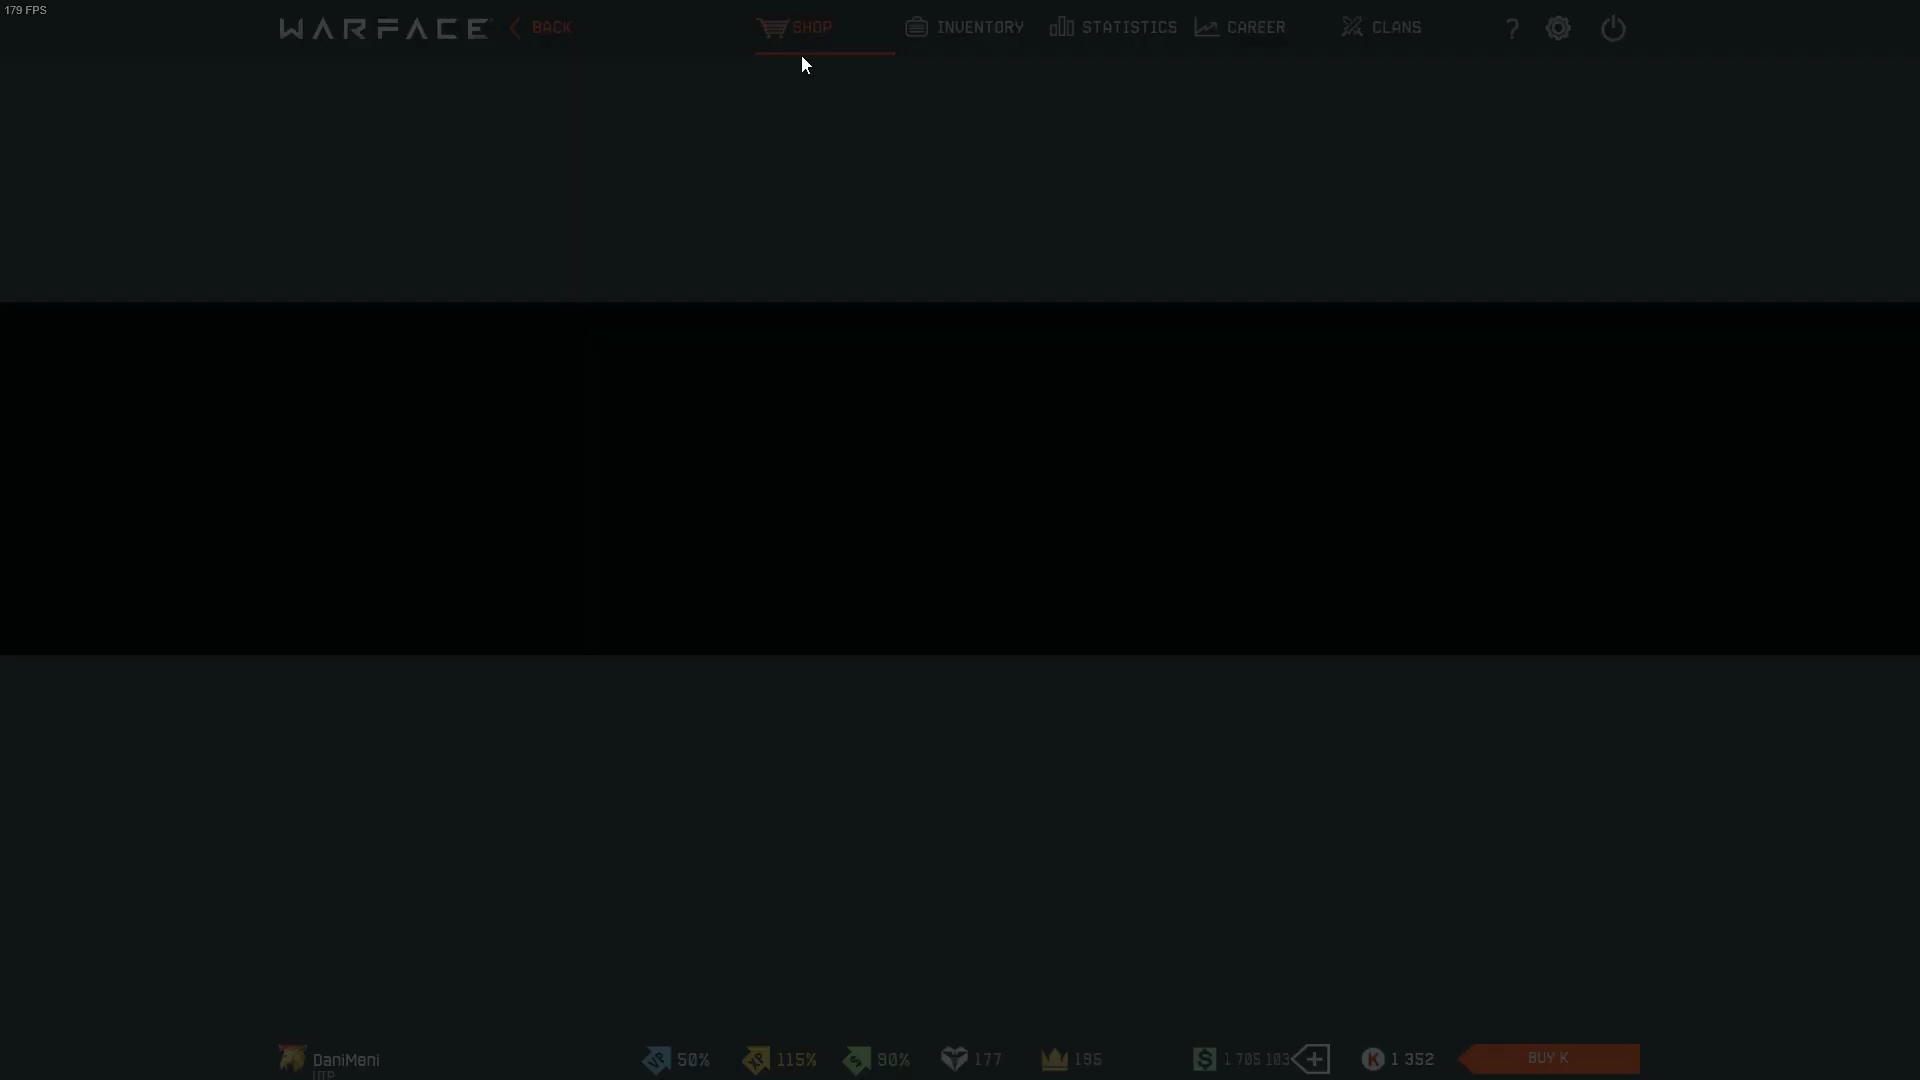 179 FPS
WARFACE
BACK
SHOP
INVENTORY
STATISTICS
CAREER
CLANS
?
DaniMeni
UTP
50%
115%
90%
177
195
1 705 103
K 1 352
BUY K